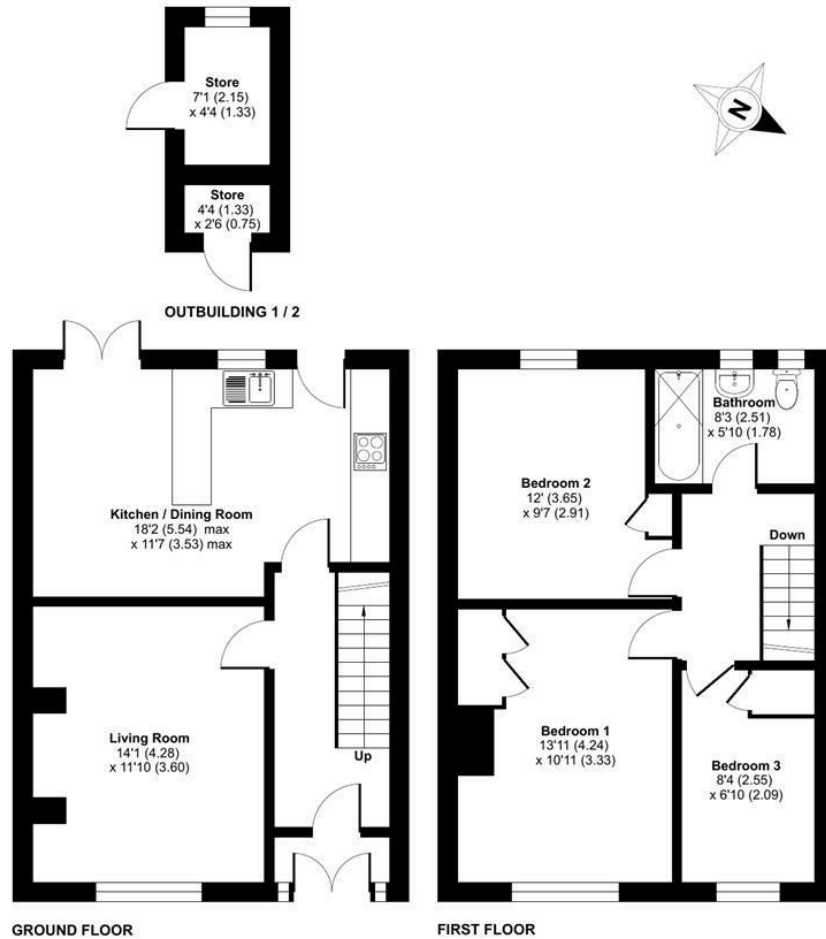 Store
7'1 (2.15)
x 4'4 (1.33)
N
Store
4'4 (1.33)
x 2'6 (0.75)
OUTBUILDING 1 / 2
Kitchen / Dining Room
18'2 (5.54) max
x 11'7 (3.53) max
Living Room
14'1 (4.28)
x 11'10 (3.60)
Up
GROUND FLOOR
Bathroom
8'3 (2.51)
x 5'10 (1.78)
Bedroom 2
12' (3.65)
x 9'7 (2.91)
Down
Bedroom 1
13'11 (4.24)
x 10'11 (3.33)
Bedroom 3
8'4 (2.55)
x 6'10 (2.09)
FIRST FLOOR